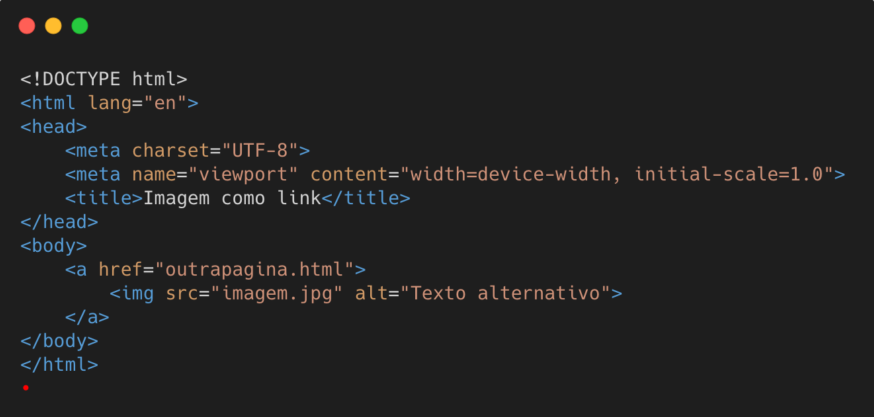 <!DOCTYPE html>
<html lang="en">
<head>
    <meta charset="UTF-8">
    <meta name="viewport" content="width=device-width, initial-scale=1.0">
    <title>Imagem como link</title>
</head>
<body>
    <a href="outrapagina.html">
        <img src="imagem.jpg" alt="Texto alternativo">
    </a>
</body>
</html>